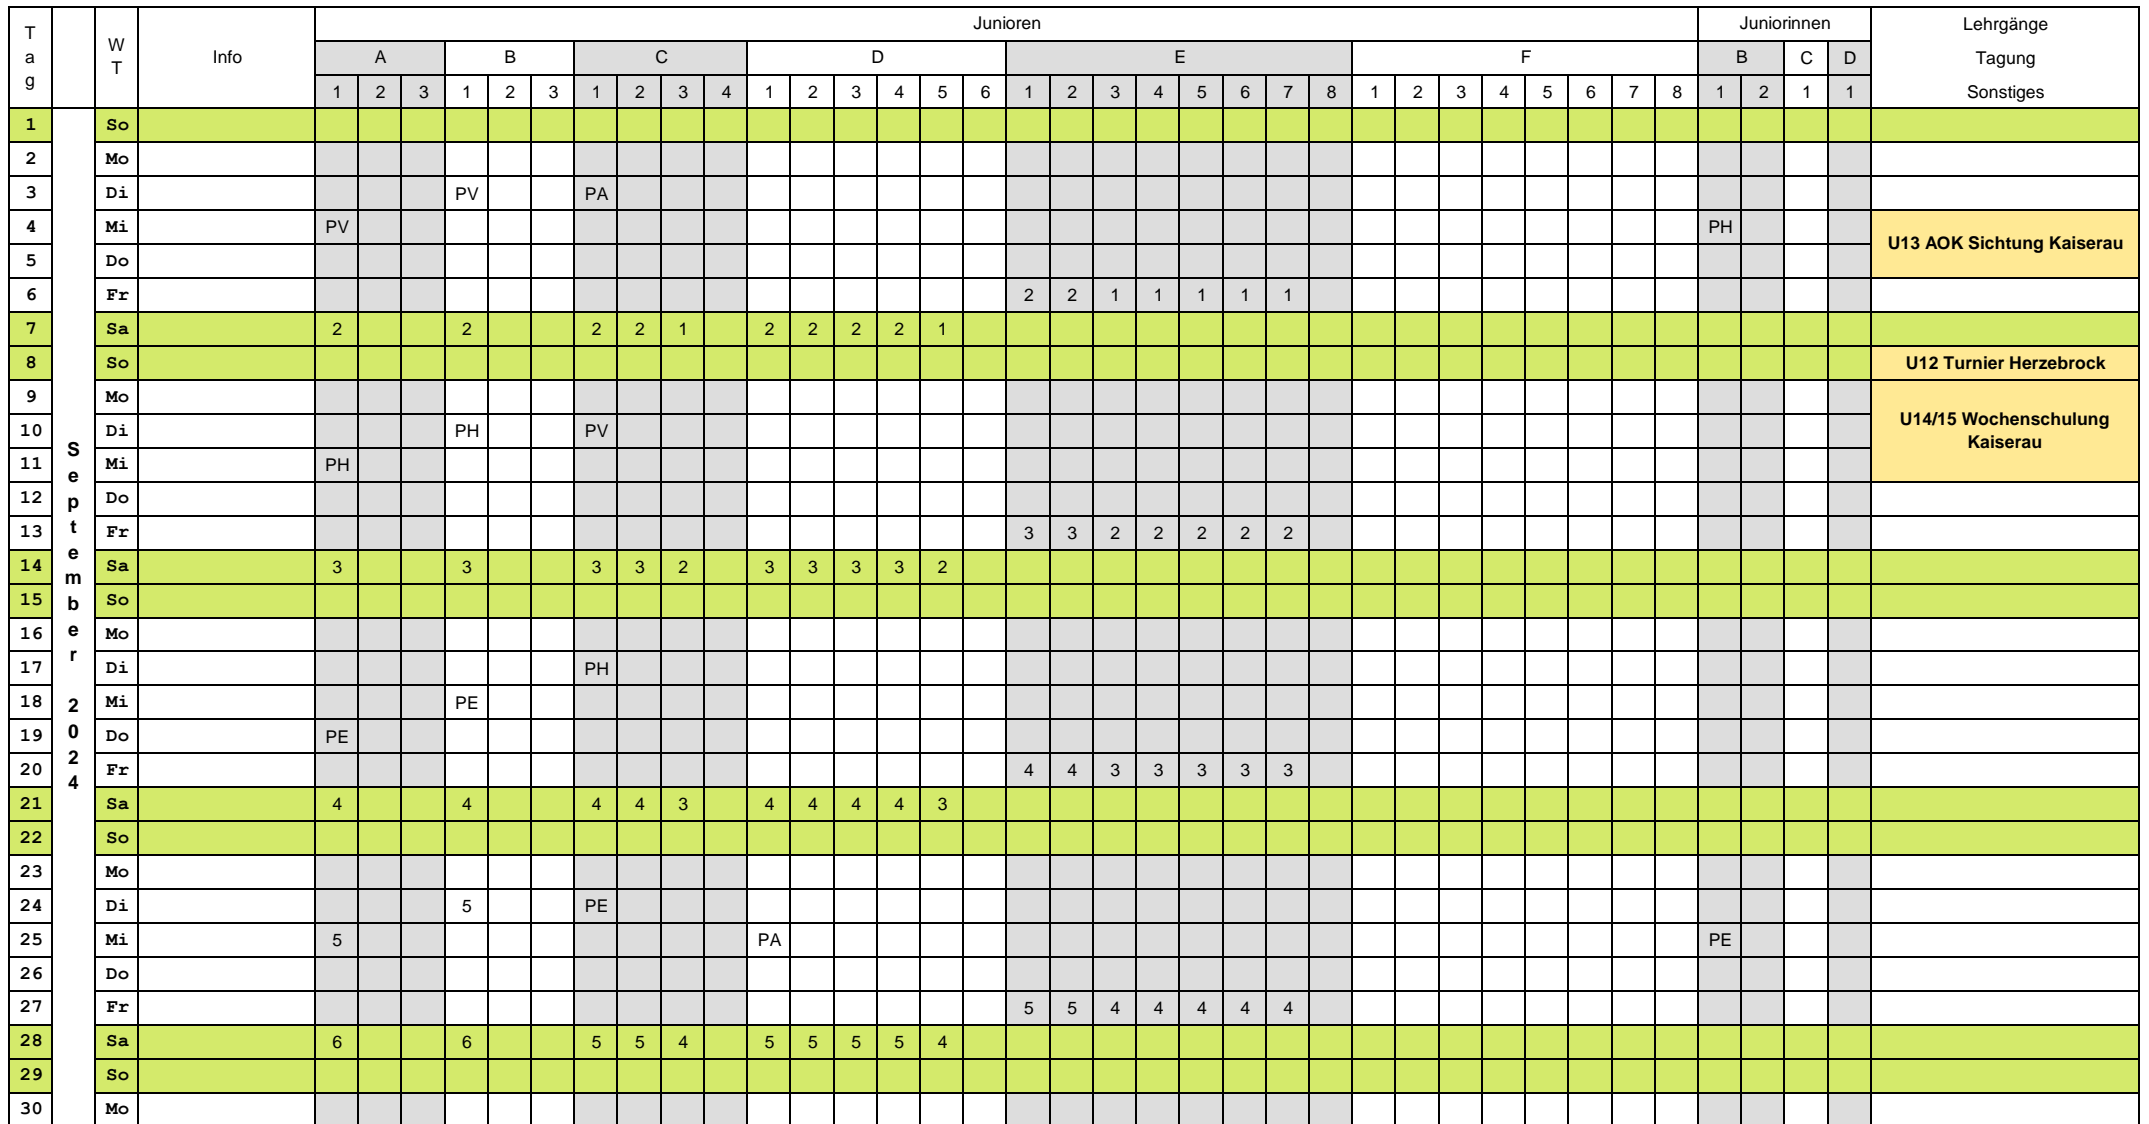 Tag WT Info Junioren Juniorinnen Lehrgänge
A B C D E F B C D Tagung
1 2 3 1 2 3 1 2 3 4 1 2 3 4 5 6 1 2 3 4 5 6 7 8 1 2 3 4 5 6 7 8 1 2 1 1 Sonstiges
September 2024
1 So
2 Mo
3 Di PV PA
4 Mi PV PH
U13 AOK Sichtung Kaiserau
5 Do
6 Fr 2 2 1 1 1 1 1
7 Sa 2 2 2 2 1 2 2 2 2 1
8 So U12 Turnier Herzebrock
9 Mo
10 Di PH PV U14/15 Wochenschulung
11 Mi PH Kaiserau
12 Do
13 Fr 3 3 2 2 2 2 2
14 Sa 3 3 3 3 2 3 3 3 3 2
15 So
16 Mo
17 Di PH
18 Mi PE
19 Do PE
20 Fr 4 4 3 3 3 3 3
21 Sa 4 4 4 4 3 4 4 4 4 3
22 So
23 Mo
24 Di 5 PE
25 Mi 5 PA PE
26 Do
27 Fr 5 5 4 4 4 4 4
28 Sa 6 6 5 5 4 5 5 5 5 4
29 So
30 Mo